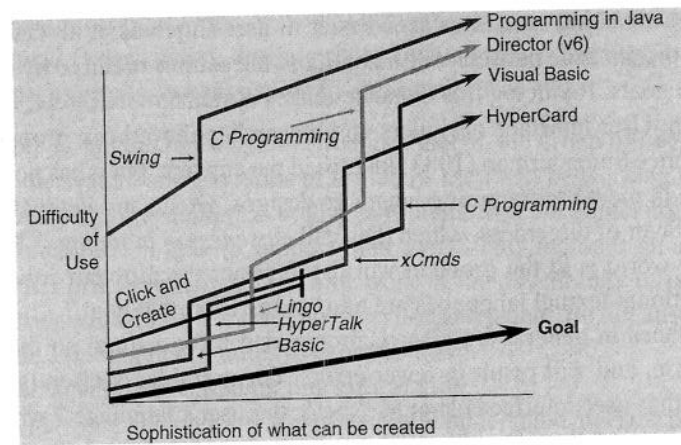 Programming in Java
Director (v6)
Visual Basic
HyperCard
C Programming
Swing
Difficulty
of
Use
C Programming
xCmds
Click and
Create
Lingo
HyperTalk
Basic
Goal
Sophistication of what can be created